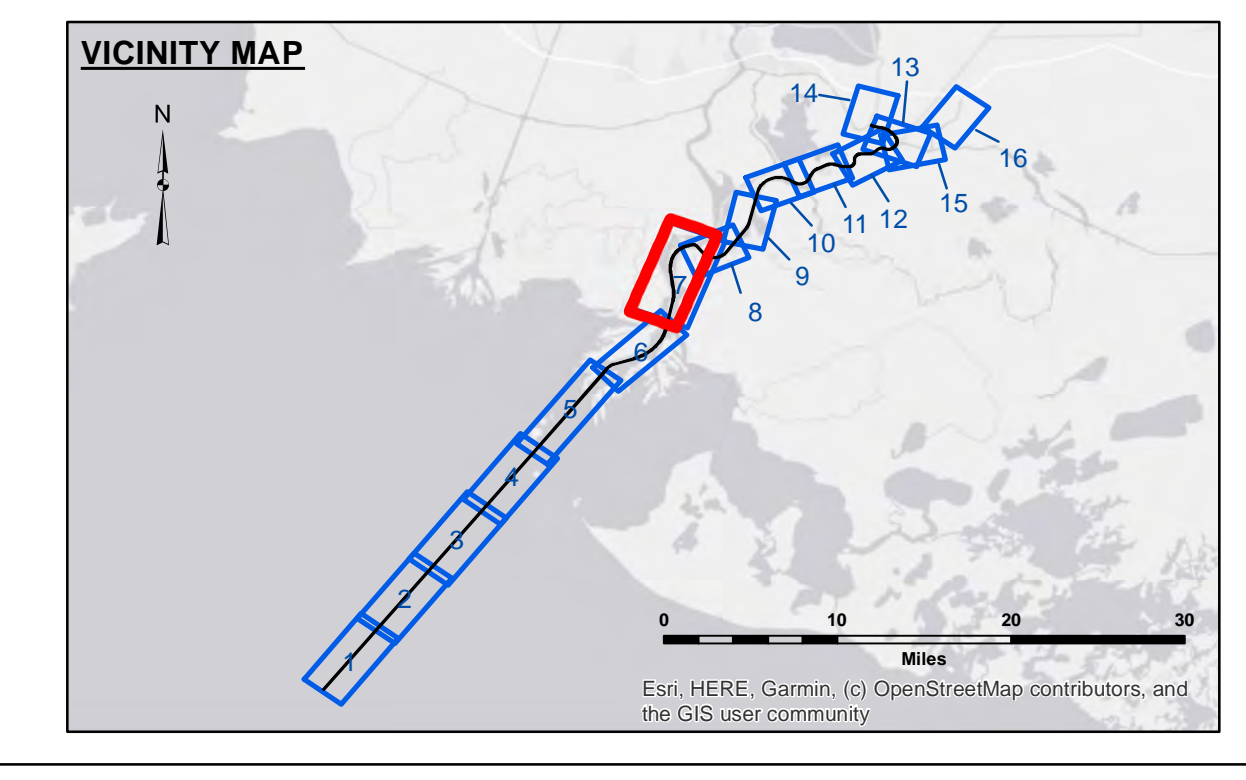 VICINITY MAP
N
13
14
16
15
12
11
10
9
8
7
6
5
4
3
2
1
0 10 20 30
Miles
Esri, HERE, Garmin, (c) OpenStreetMap contributors, and
the GIS user community